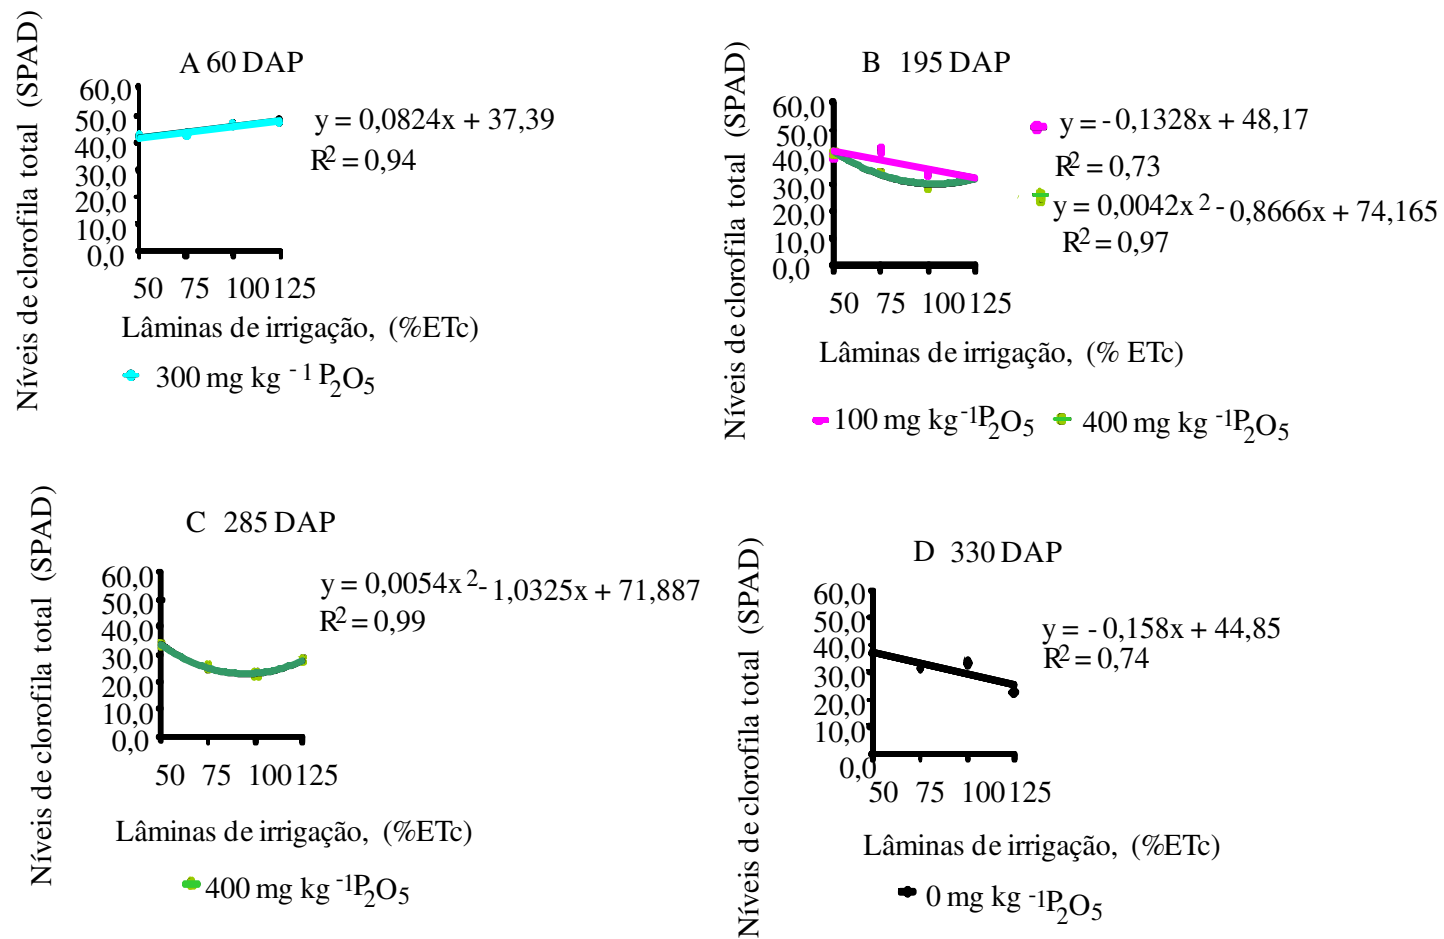 Níveis de clorofila total (SPAD)
A 60 DAP
60,0
50,0
40,0
30,0
20,0
10,0
0,0
50 75 100 125
y = 0,0824x + 37,39
R² = 0,94
Lâminas de irrigação, (%ETc)
300 mg kg⁻¹ P₂O₅
Níveis de clorofila total (SPAD)
B 195 DAP
60,0
50,0
40,0
30,0
20,0
10,0
0,0
50 75 100 125
y = -0,1328x + 48,17
R² = 0,73
y = 0,0042x² - 0,8666x + 74,165
R² = 0,97
Lâminas de irrigação, (% ETc)
100 mg kg⁻¹P₂O₅ 400 mg kg⁻¹P₂O₅
Níveis de clorofila total (SPAD)
C 285 DAP
60,0
50,0
40,0
30,0
20,0
10,0
0,0
50 75 100 125
y = 0,0054x² - 1,0325x + 71,887
R² = 0,99
Lâminas de irrigação, (%ETc)
400 mg kg⁻¹P₂O₅
Níveis de clorofila total (SPAD)
D 330 DAP
60,0
50,0
40,0
30,0
20,0
10,0
0,0
50 75 100 125
y = - 0,158x + 44,85
R² = 0,74
Lâminas de irrigação, (%ETc)
0 mg kg⁻¹P₂O₅